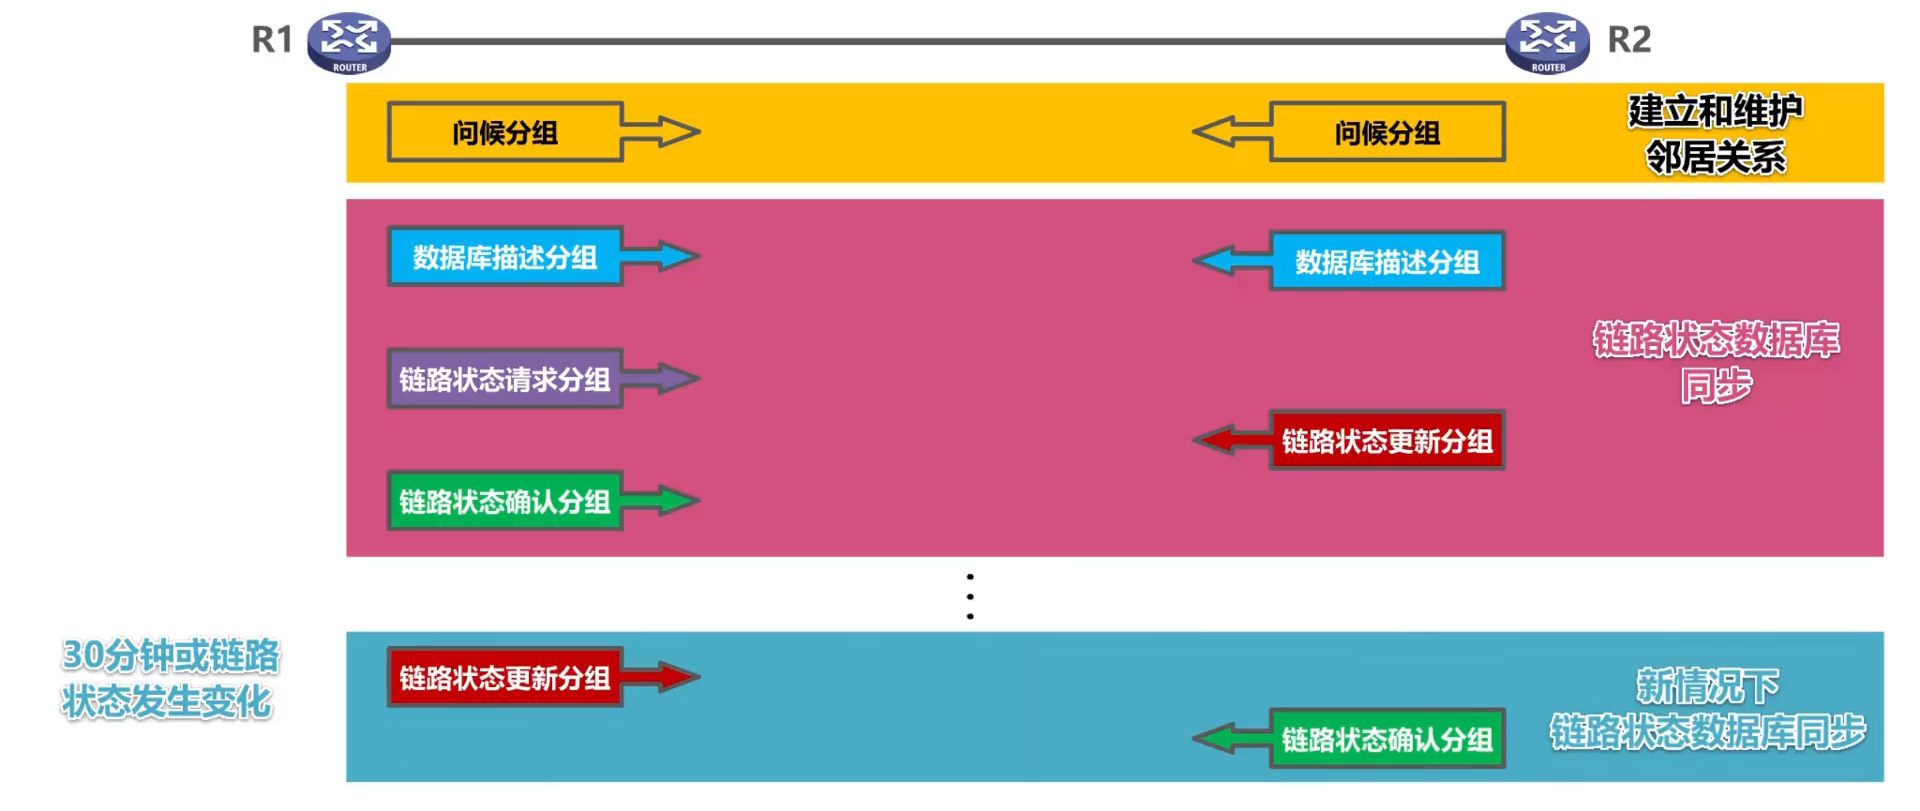 R1
ROUTER
ROUTER
R2
问候分组
问候分组
建立和维护
邻居关系
数据库描述分组
数据库描述分组
链路状态请求分组
链路状态数据库
同步
链路状态更新分组
链路状态确认分组
30分钟或链路
状态发生变化
链路状态更新分组
链路状态确认分组
新情况下
链路状态数据库同步